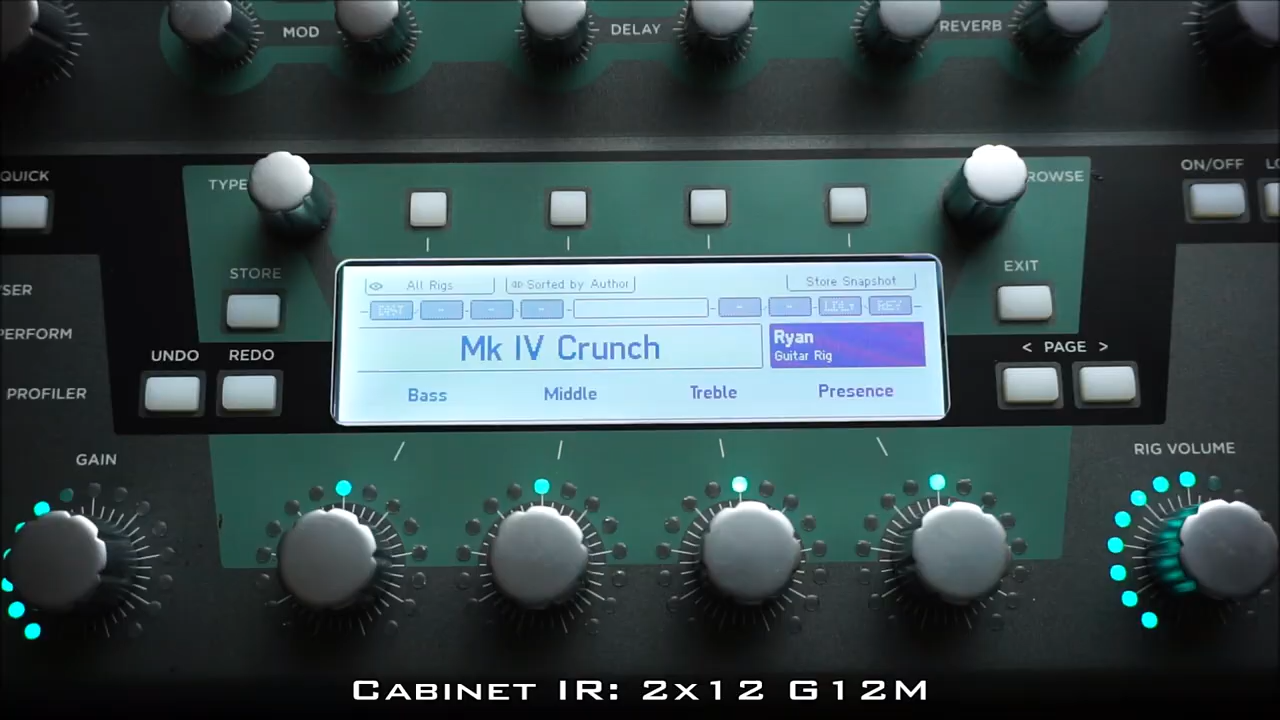 MOD DELAY REVERB
QUICK
TYPE
ROWSE
ON/OFF
STORE
EXIT
SER
PERFORM
PROFILER
UNDO REDO
< PAGE >
All Rigs Sorted by Author Store Snapshot
Mk IV Crunch
Ryan
Guitar Rig
Bass Middle Treble Presence
GAIN
RIG VOLUME
CABINET IR: 2X12 G12M